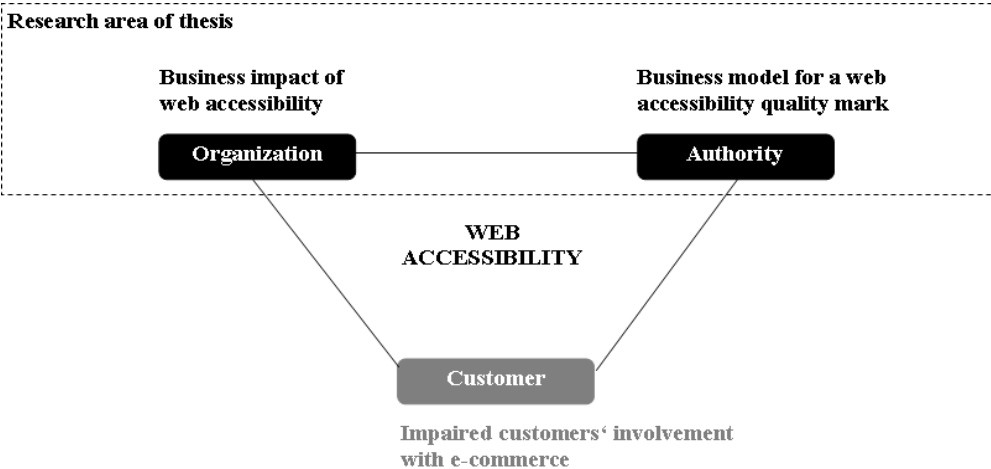 Research area of thesis
Business impact of
web accessibility
Business model for a web
accessibility quality mark
Organization
Authority
WEB
ACCESSIBILITY
Customer
Impaired customers‘ involvement
with e-commerce